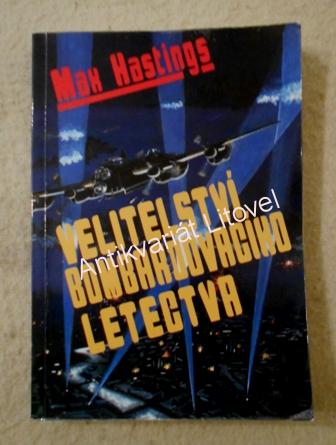 Max Hastings
VELITELSTVÍ
Antikvariát Litovel
BOMBARDOVACÍHO
LETECTVA